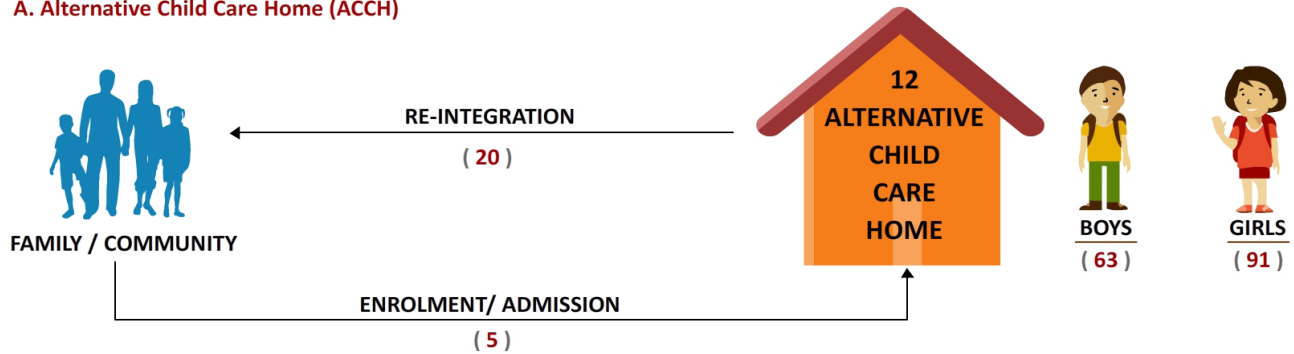 A. Alternative Child Care Home (ACCH)
RE-INTEGRATION
( 20 )
12
ALTERNATIVE
CHILD
CARE
HOME
FAMILY / COMMUNITY
BOYS
( 63 )
GIRLS
( 91 )
ENROLMENT/ ADMISSION
( 5 )